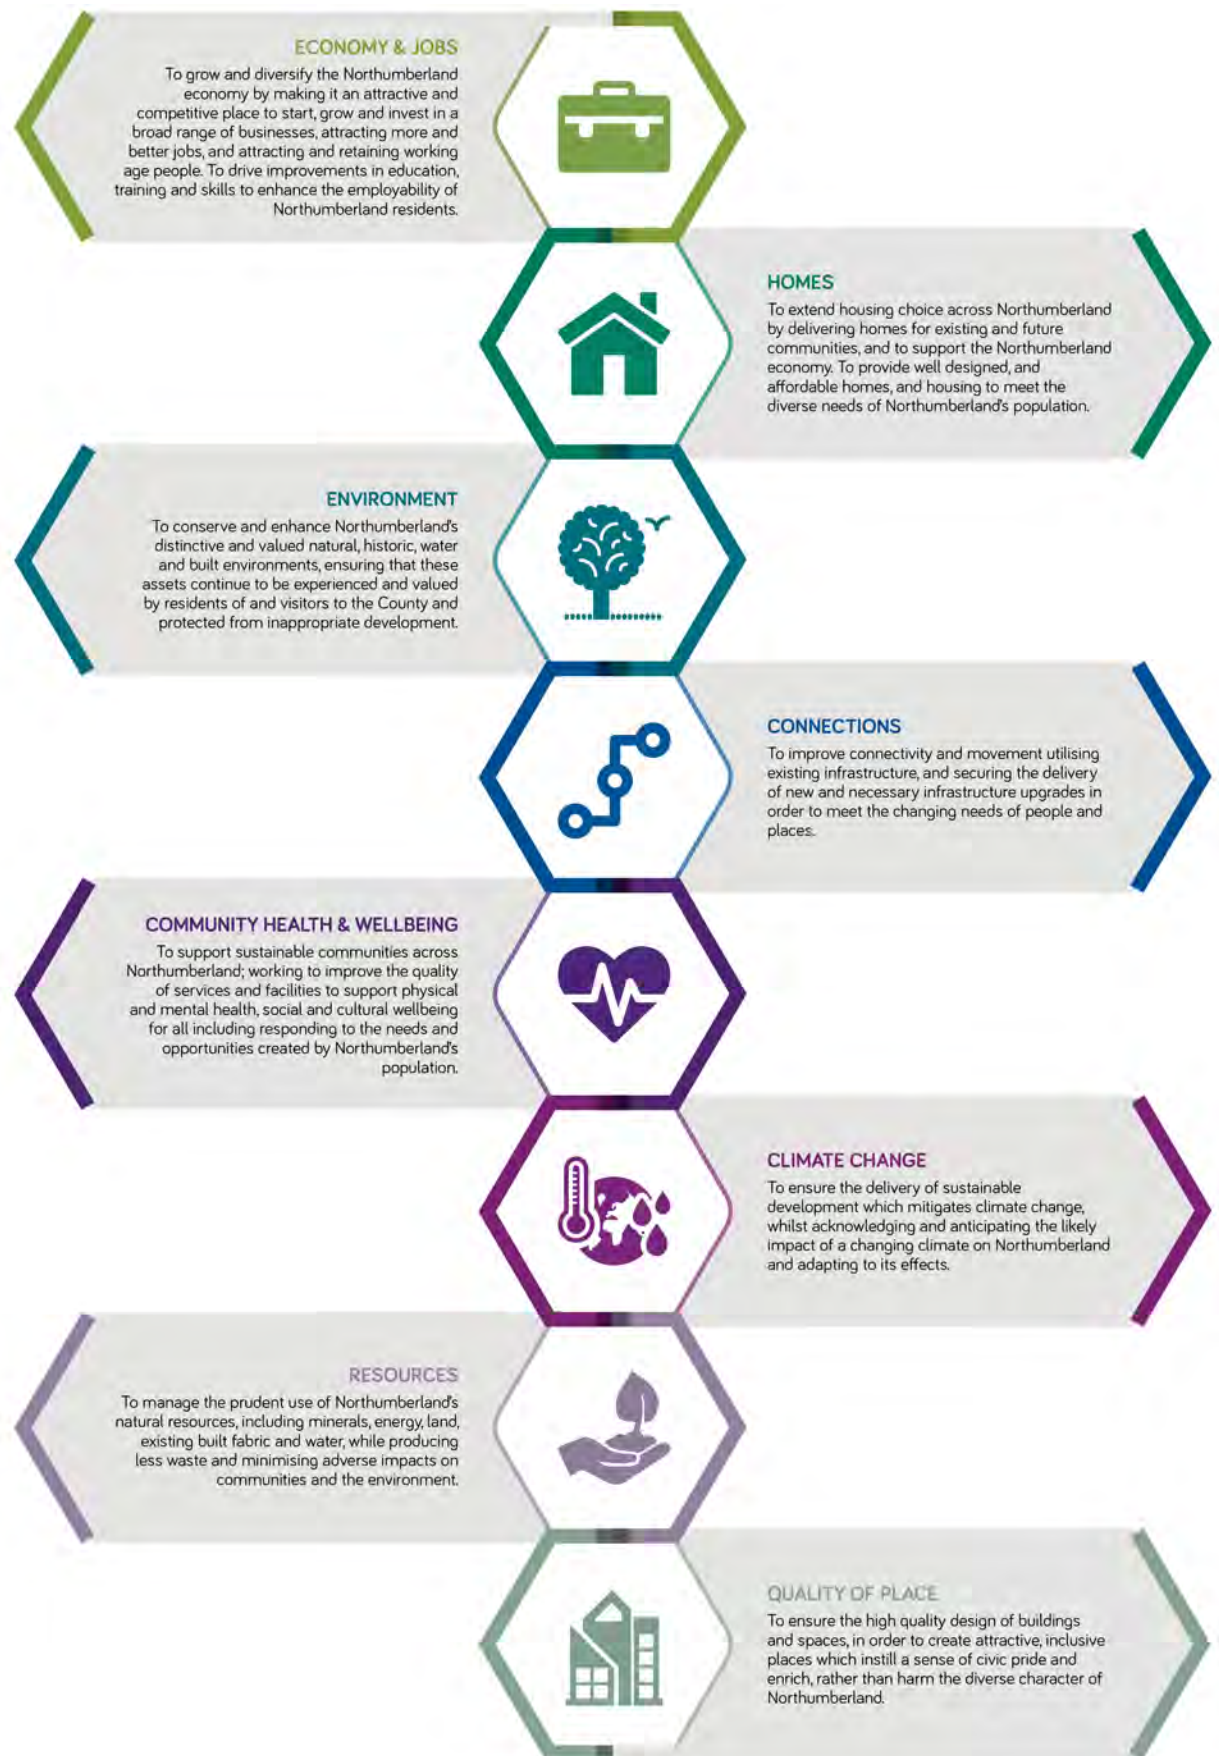 ECONOMY & JOBS
To grow and diversify the Northumberland
economy by making it an attractive and
competitive place to start, grow and invest in a
broad range of businesses, attracting more and
better jobs, and attracting and retaining working
age people. To drive improvements in education,
training and skills to enhance the employability of
Northumberland residents.
HOMES
To extend housing choice across Northumberland
by delivering homes for existing and future
communities, and to support the Northumberland
economy. To provide well designed, and
affordable homes, and housing to meet the
diverse needs of Northumberland's population.
ENVIRONMENT
To conserve and enhance Northumberland's
distinctive and valued natural, historic, water
and built environments, ensuring that these
assets continue to be experienced and valued
by residents of and visitors to the County and
protected from inappropriate development.
CONNECTIONS
To improve connectivity and movement utilising
existing infrastructure, and securing the delivery
of new and necessary infrastructure upgrades in
order to meet the changing needs of people and
places.
COMMUNITY HEALTH & WELLBEING
To support sustainable communities across
Northumberland; working to improve the quality
of services and facilities to support physical
and mental health, social and cultural wellbeing
for all including responding to the needs and
opportunities created by Northumberland's
population.
CLIMATE CHANGE
To ensure the delivery of sustainable
development which mitigates climate change,
whilst acknowledging and anticipating the likely
impact of a changing climate on Northumberland
and adapting to its effects.
RESOURCES
To manage the prudent use of Northumberland's
natural resources, including minerals, energy, land,
existing built fabric and water, while producing
less waste and minimising adverse impacts on
communities and the environment.
QUALITY OF PLACE
To ensure the high quality design of buildings
and spaces, in order to create attractive, inclusive
places which instill a sense of civic pride and
enrich, rather than harm the diverse character of
Northumberland.